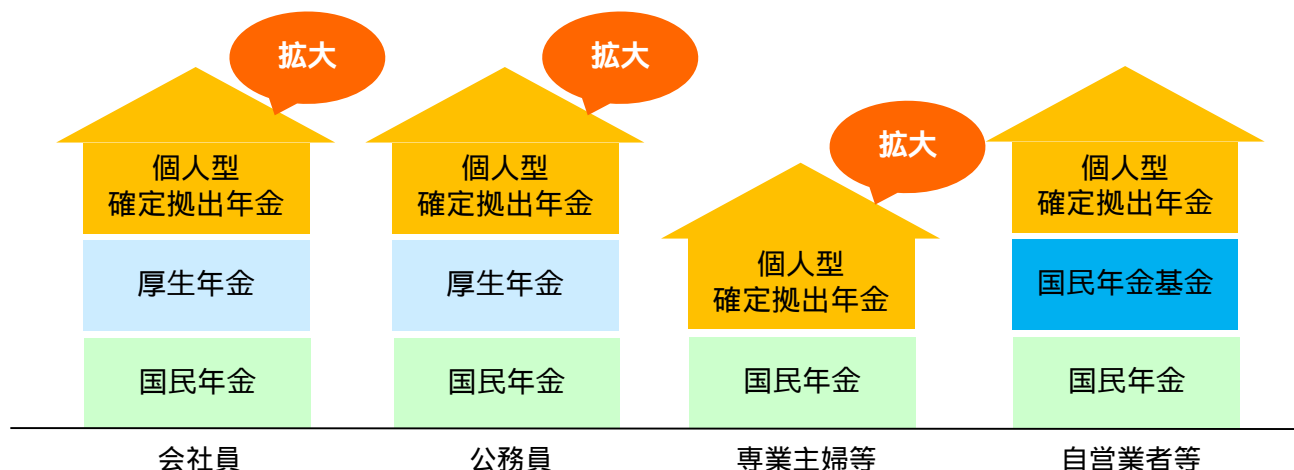 拡大
拡大
拡大
個人型
確定拠出年金
厚生年金
国民年金
会社員
個人型
確定拠出年金
厚生年金
国民年金
公務員
個人型
確定拠出年金
国民年金
専業主婦等
個人型
確定拠出年金
国民年金基金
国民年金
自営業者等